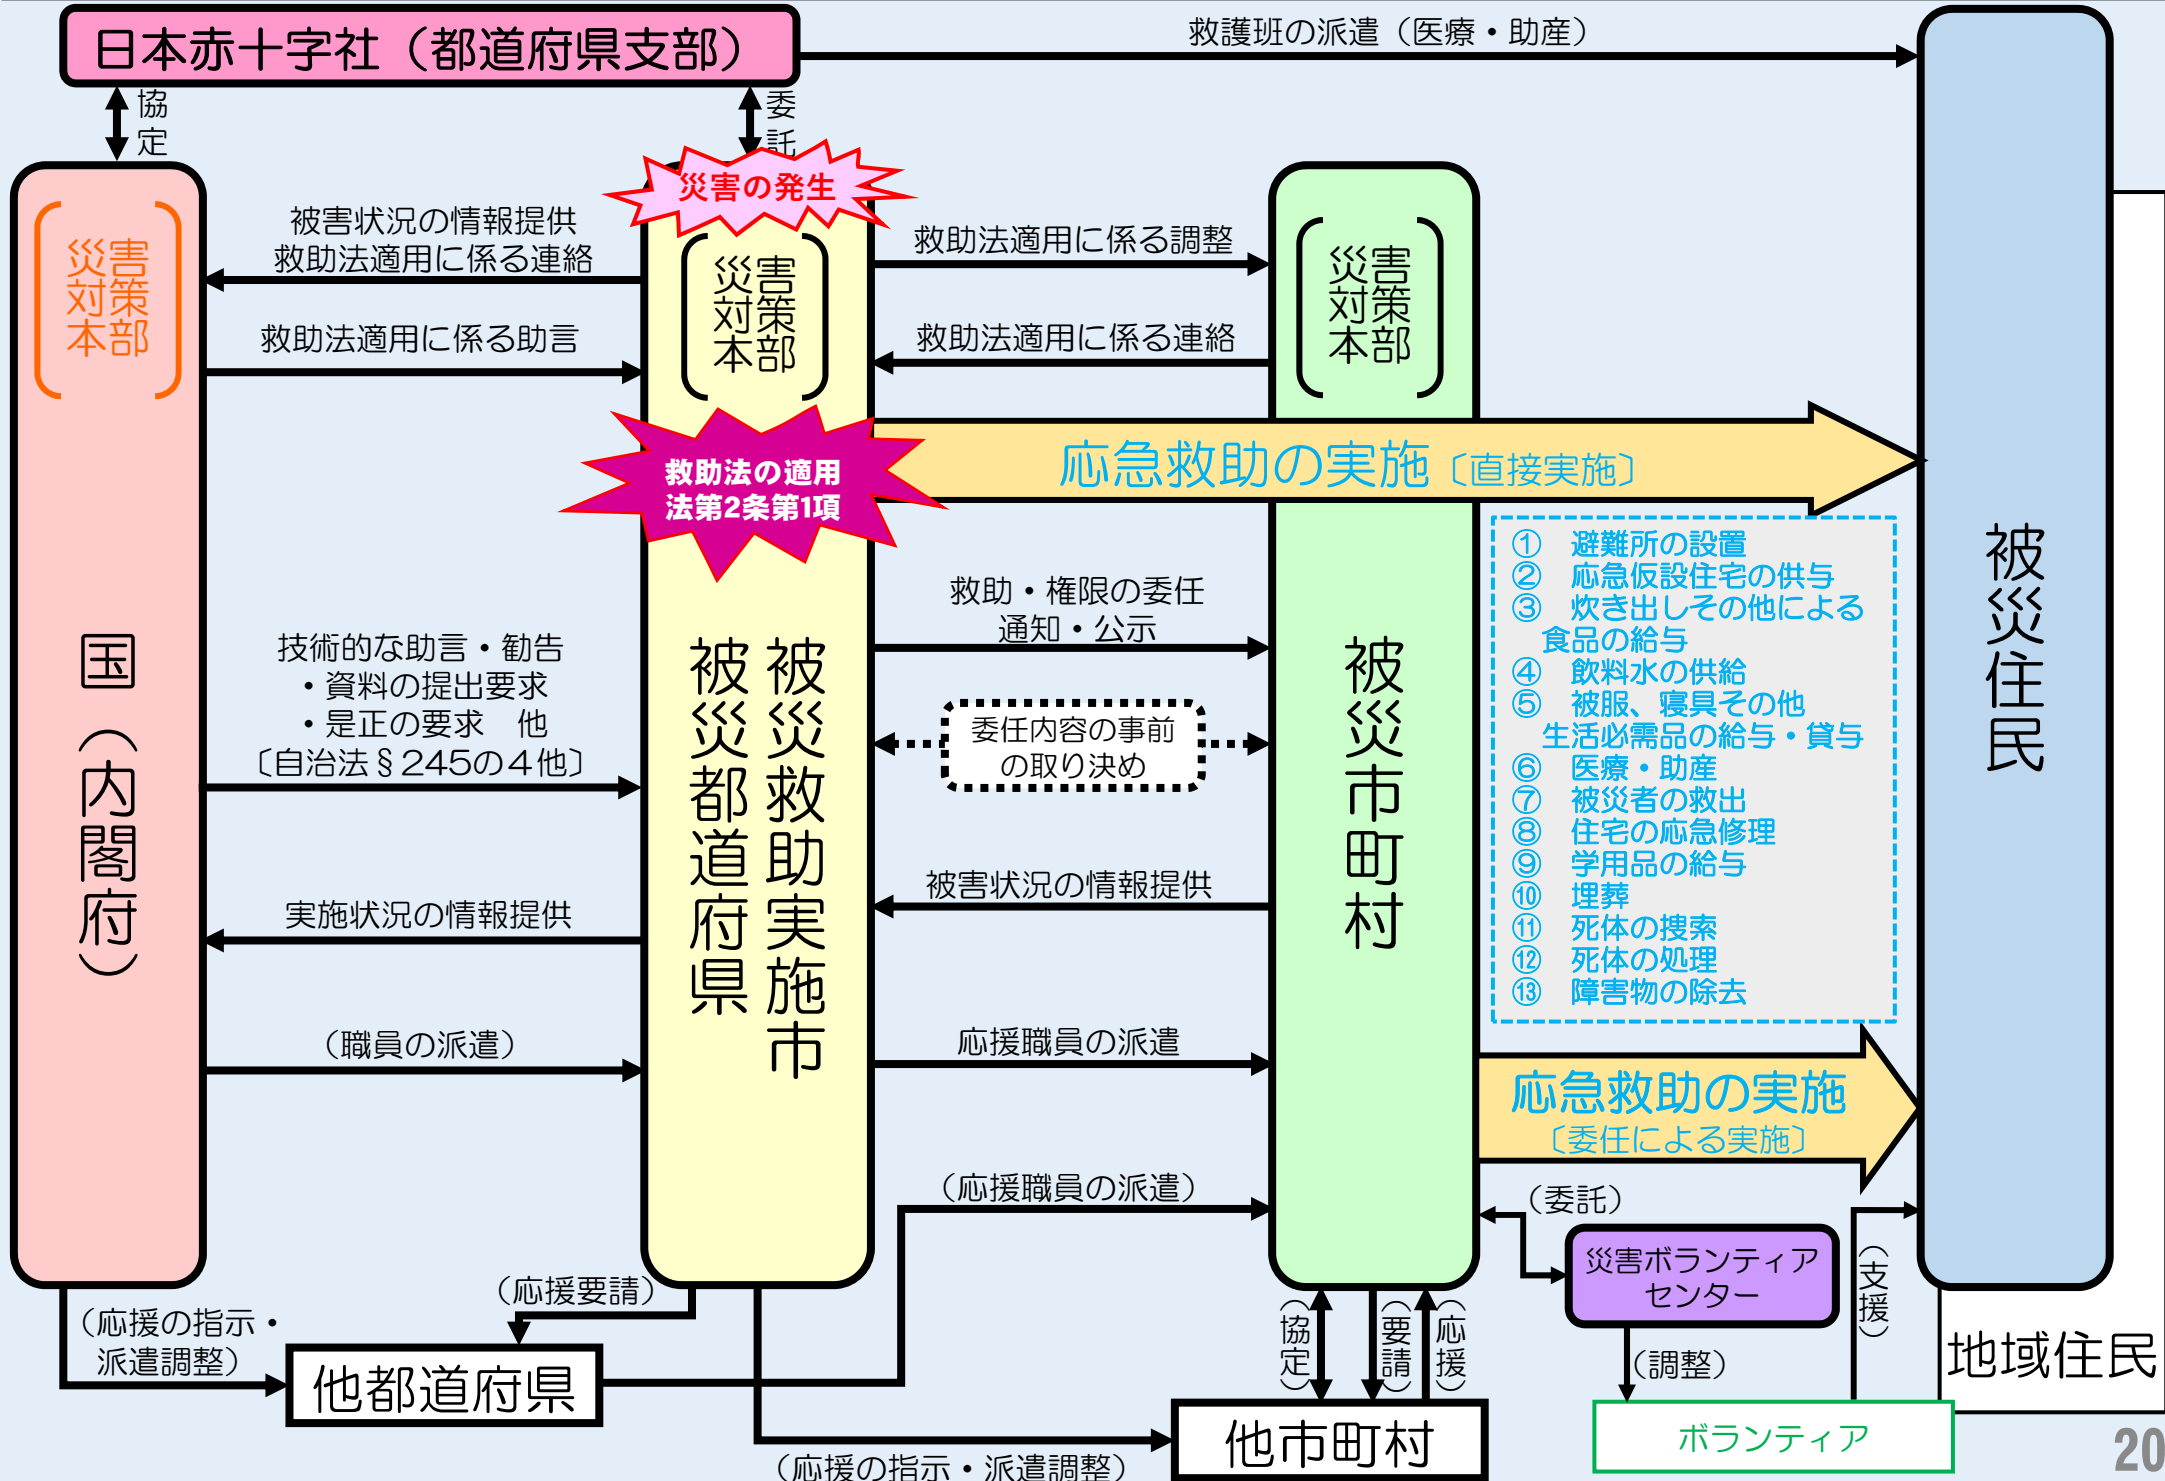 日本赤十字社（都道府県支部）
救護班の派遣（医療・助産）
協定
委託
災害の発生
災害
対策
本部
被害状況の情報提供
救助法適用に係る連絡
救助法適用に係る助言
災害
対策
本部
救助法適用に係る調整
救助法適用に係る連絡
災害
対策
本部
救助法の適用
法第2条第1項
応急救助の実施〔直接実施〕
国（内閣府）
技術的な助言・勧告
・資料の提出要求
・是正の要求　他
〔自治法§245の４他〕
実施状況の情報提供
（職員の派遣）
被災救助実施市
被災都道府県
救助・権限の委任
通知・公示
委任内容の事前
の取り決め
被害状況の情報提供
応援職員の派遣
（応援職員の派遣）
被災市町村
①　避難所の設置
②　応急仮設住宅の供与
③　炊き出しその他による
食品の給与
④　飲料水の供給
⑤　被服、寝具その他
生活必需品の給与・貸与
⑥　医療・助産
⑦　被災者の救出
⑧　住宅の応急修理
⑨　学用品の給与
⑩　埋葬
⑪　死体の捜索
⑫　死体の処理
⑬　障害物の除去
被災住民
応急救助の実施
〔委任による実施〕
（委託）
災害ボランティア
センター
（支援）
（調整）
ボランティア
地域住民
（応援の指示・
派遣調整）
（応援要請）
他都道府県
（協定）
（要請）
（応援）
他市町村
（応援の指示・派遣調整）
20